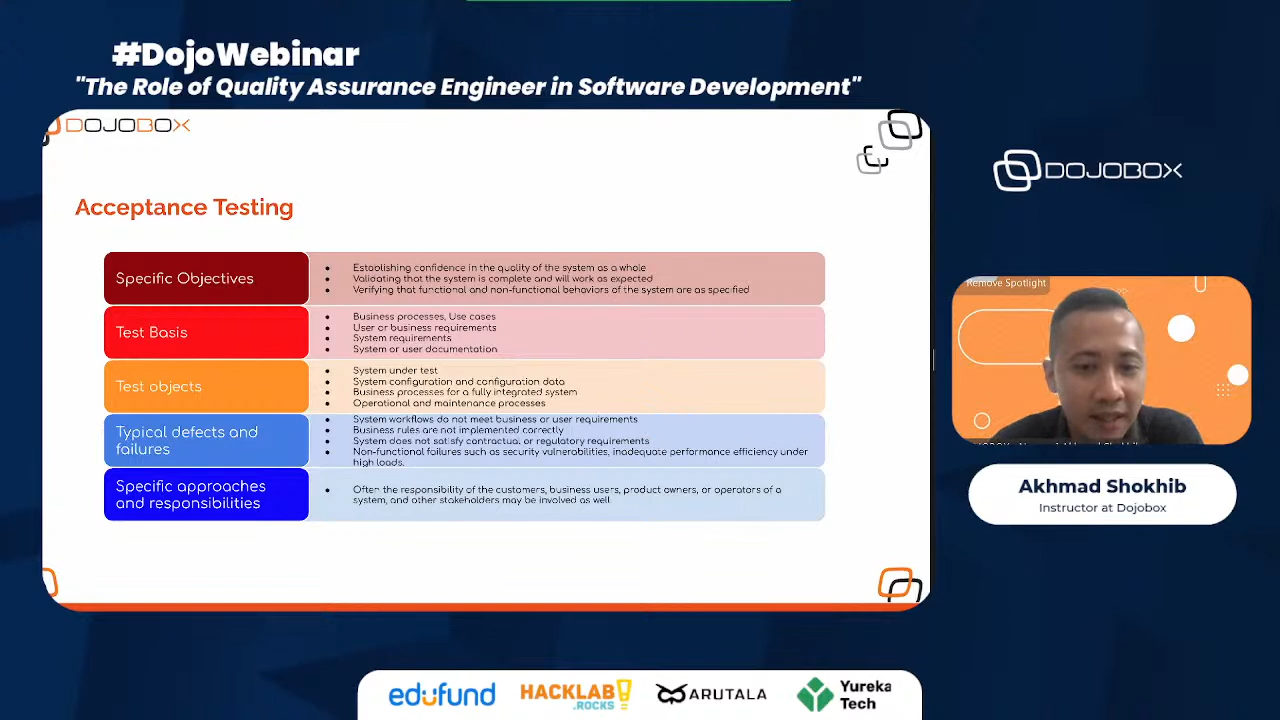 #DojoWebinar
"The Role of Quality Assurance Engineer in Software Development"
DOJOBOX
DOJOBOX
Acceptance Testing
Specific Objectives
• Establishing confidence in the quality of the system as a whole
• Validating that the system is complete and will work as expected
• Verifying that functional and non-functional behaviors of the system are as specified
Test Basis
• Business processes, Use cases
• User or business requirements
• System requirements
• System or user documentation
Test objects
• System under test
• System configuration and configuration data
• Business processes for a fully integrated system
• Operational and maintenance processes
Typical defects and
failures
• System workflows do not meet business or user requirements
• Business rules are not implemented correctly
• System does not satisfy contractual or regulatory requirements
• Non-functional failures such as security vulnerabilities, inadequate performance efficiency under
high loads.
Specific approaches
and responsibilities
• Often the responsibility of the customers, business users, product owners, or operators of a
system, and other stakeholders may be involved as well
Remove Spotlight
Akhmad Shokhib
Instructor at Dojobox
edufund
HACKLAB!
.ROCKS
ARUTALA
Yureka
Tech